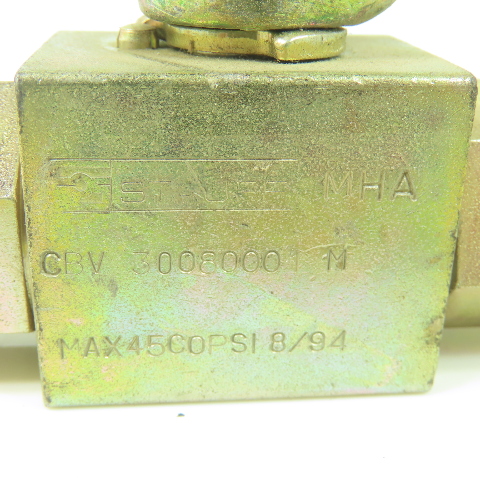 STAUFF MHA
CBV 30080001 M
MAX4500PSI 8/94